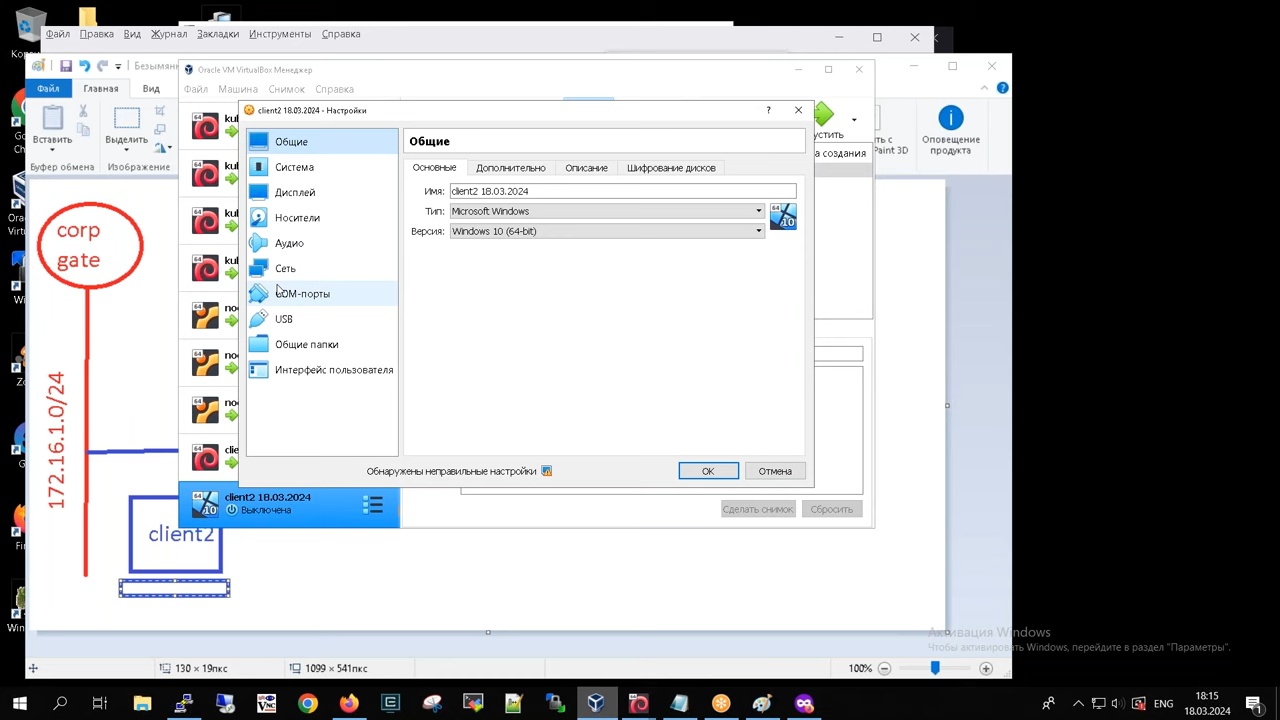 Файл Правка Вид Журнал Закладки Инструменты Справка
Файл Главная Вид
Вставить
Выделить
Буфер обмена
Изображение
Оповещение
продукта
Paint 3D
Oracle VM VirtualBox Менеджер
Файл Машина Снимок Справка
client2 18.03.2024 - Настройки
Общие
Система
Дисплей
Носители
Аудио
Сеть
COM-порты
USB
Общие папки
Интерфейс пользователя
Общие
Основные Дополнительно Описание Шифрование дисков
Имя: client2 18.03.2024
Тип: Microsoft Windows
Версия: Windows 10 (64-bit)
Обнаружены неправильные настройки
OK Отмена
client2 18.03.2024
Выключена
Сделать снимок Сбросить
corp
gate
172.16.1.0/24
client2
Активация Windows
Чтобы активировать Windows, перейдите в раздел "Параметры".
130 × 19пкс
1099 × 541пкс
100%
ENG
18:15
18.03.2024